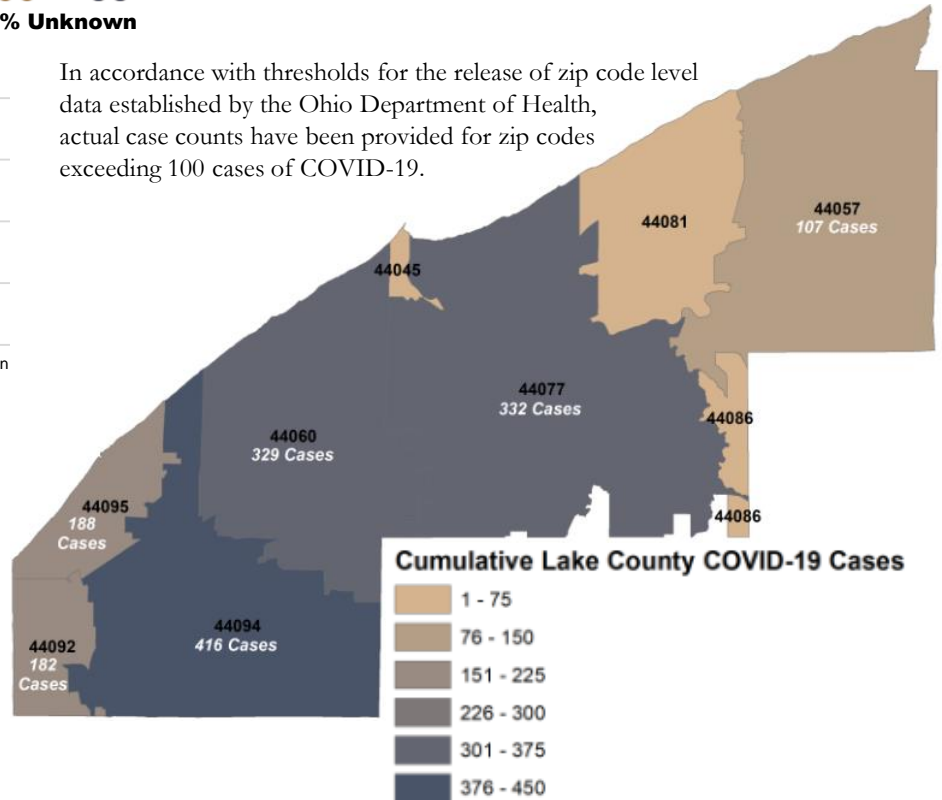 % Unknown
In accordance with thresholds for the release of zip code level
data established by the Ohio Department of Health,
actual case counts have been provided for zip codes
exceeding 100 cases of COVID-19.
n
44057
107 Cases
44081
44045
44077
332 Cases
44060
329 Cases
44086
44086
44095
188
Cases
44094
416 Cases
44092
182
Cases
Cumulative Lake County COVID-19 Cases
1 - 75
76 - 150
151 - 225
226 - 300
301 - 375
376 - 450